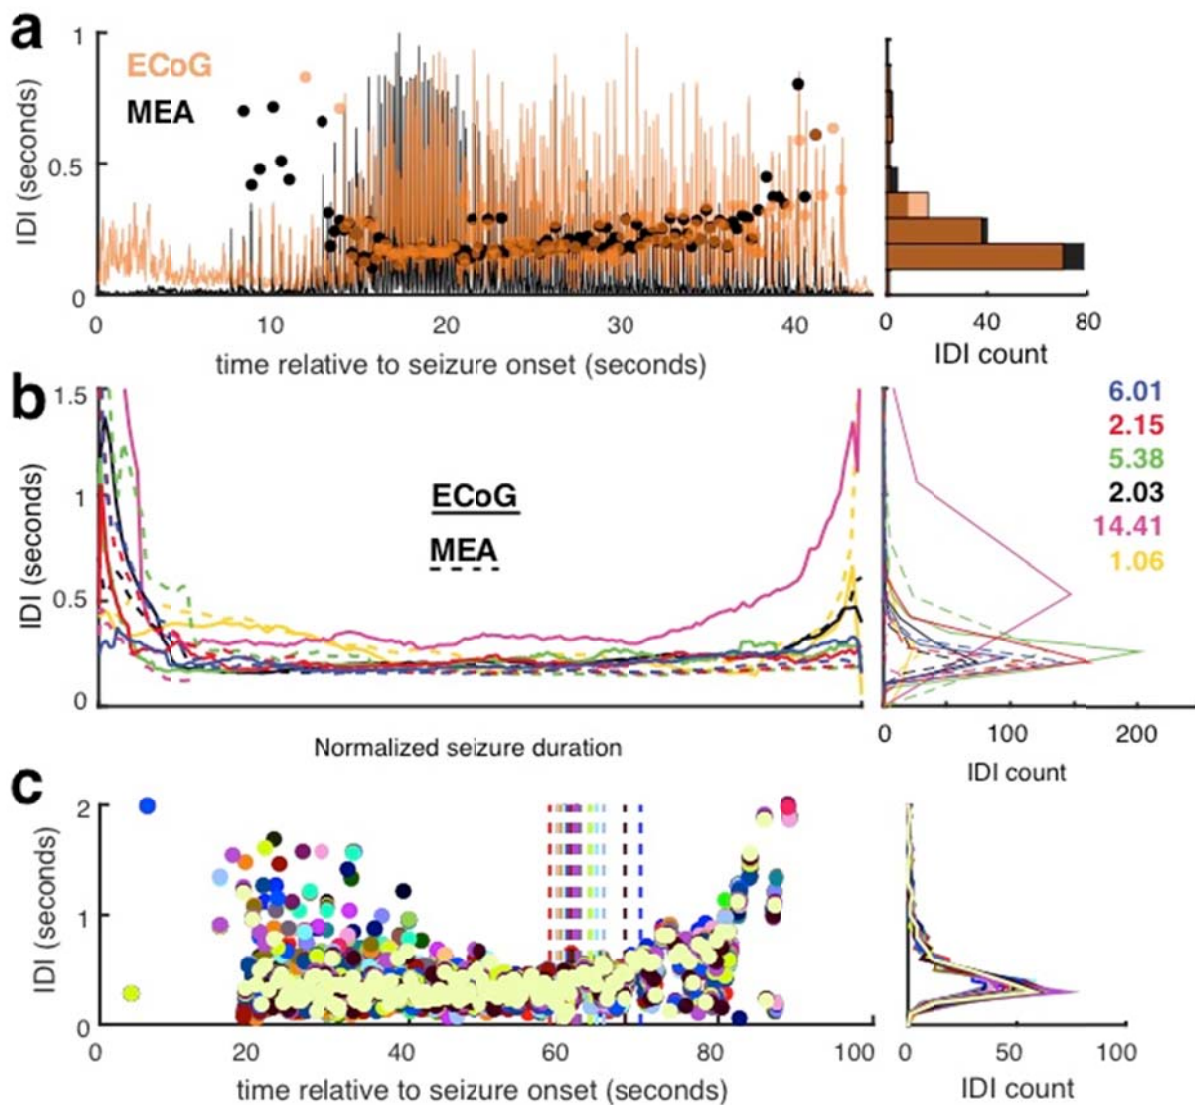 a
ECoG
MEA
IDI (seconds)
1
0.5
0
0 10 20 30 40
time relative to seizure onset (seconds)
0 40 80
IDI count
b
1.5
1
0.5
0
IDI (seconds)
ECoG
MEA
Normalized seizure duration
6.01
2.15
5.38
2.03
14.41
1.06
0 100 200
IDI count
c
2
1
0
IDI (seconds)
0 20 40 60 80 100
time relative to seizure onset (seconds)
0 50 100
IDI count